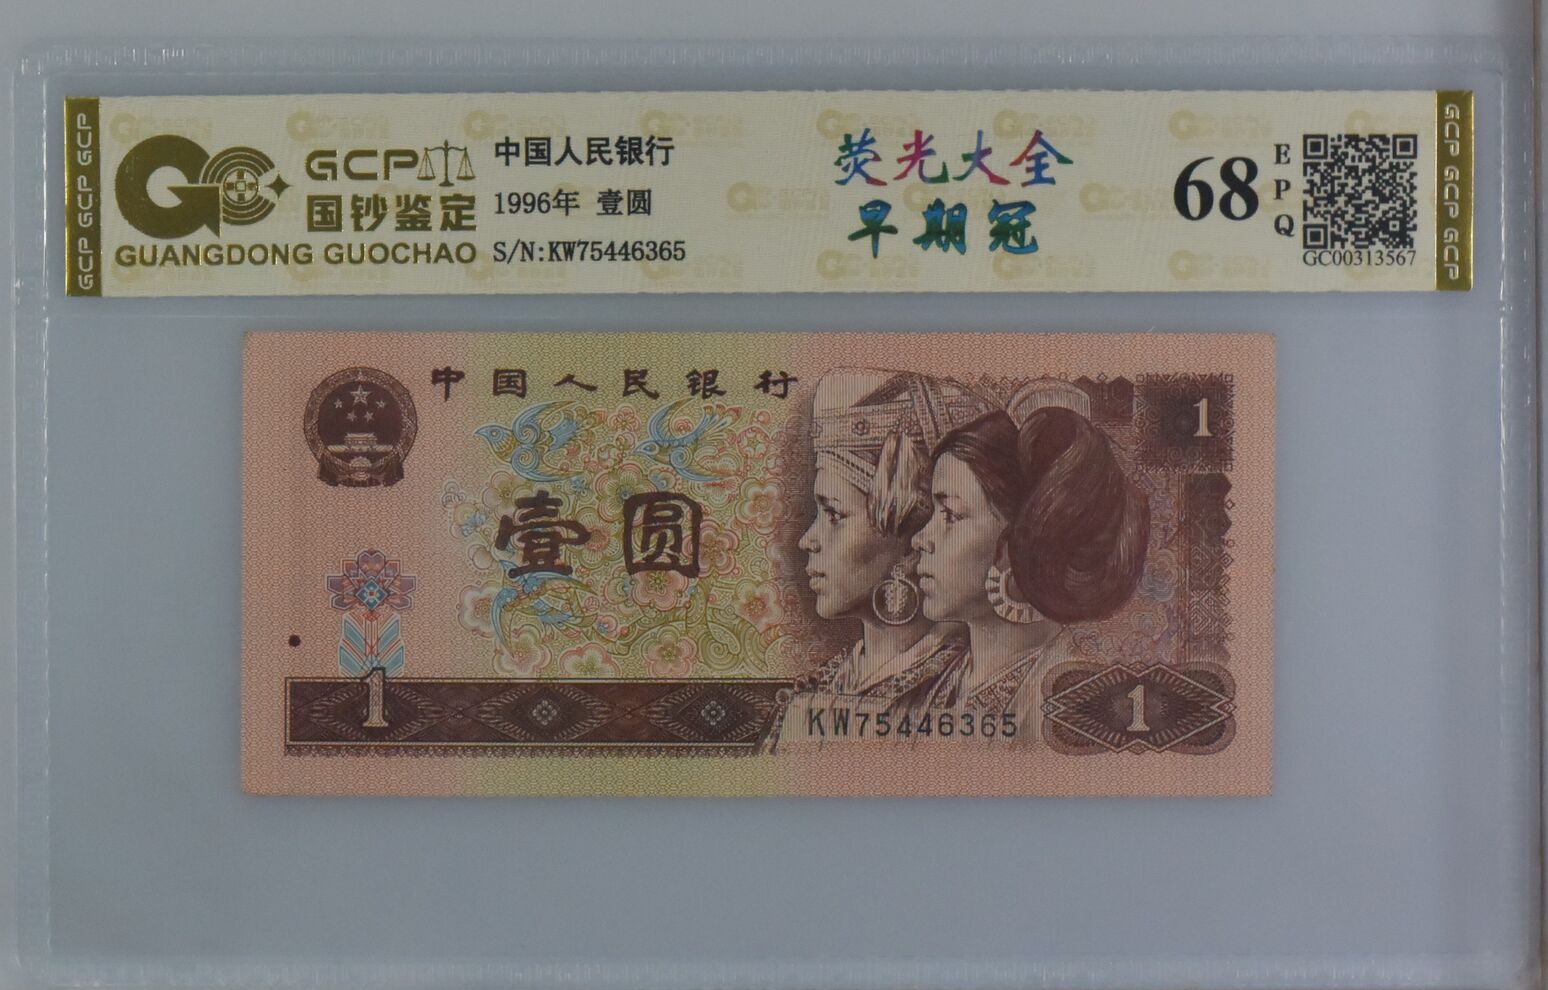 GCP GCP GCP
GCP
国钞鉴定
GUANGDONG GUOCHAO
中国人民银行
1996年 壹圆
S/N:KW75446365
荧光大全
早期冠
68
EPQ
GC00313567
GCP GCP GCP
中国人民银行
1
壹圆
1
KW75446365
1